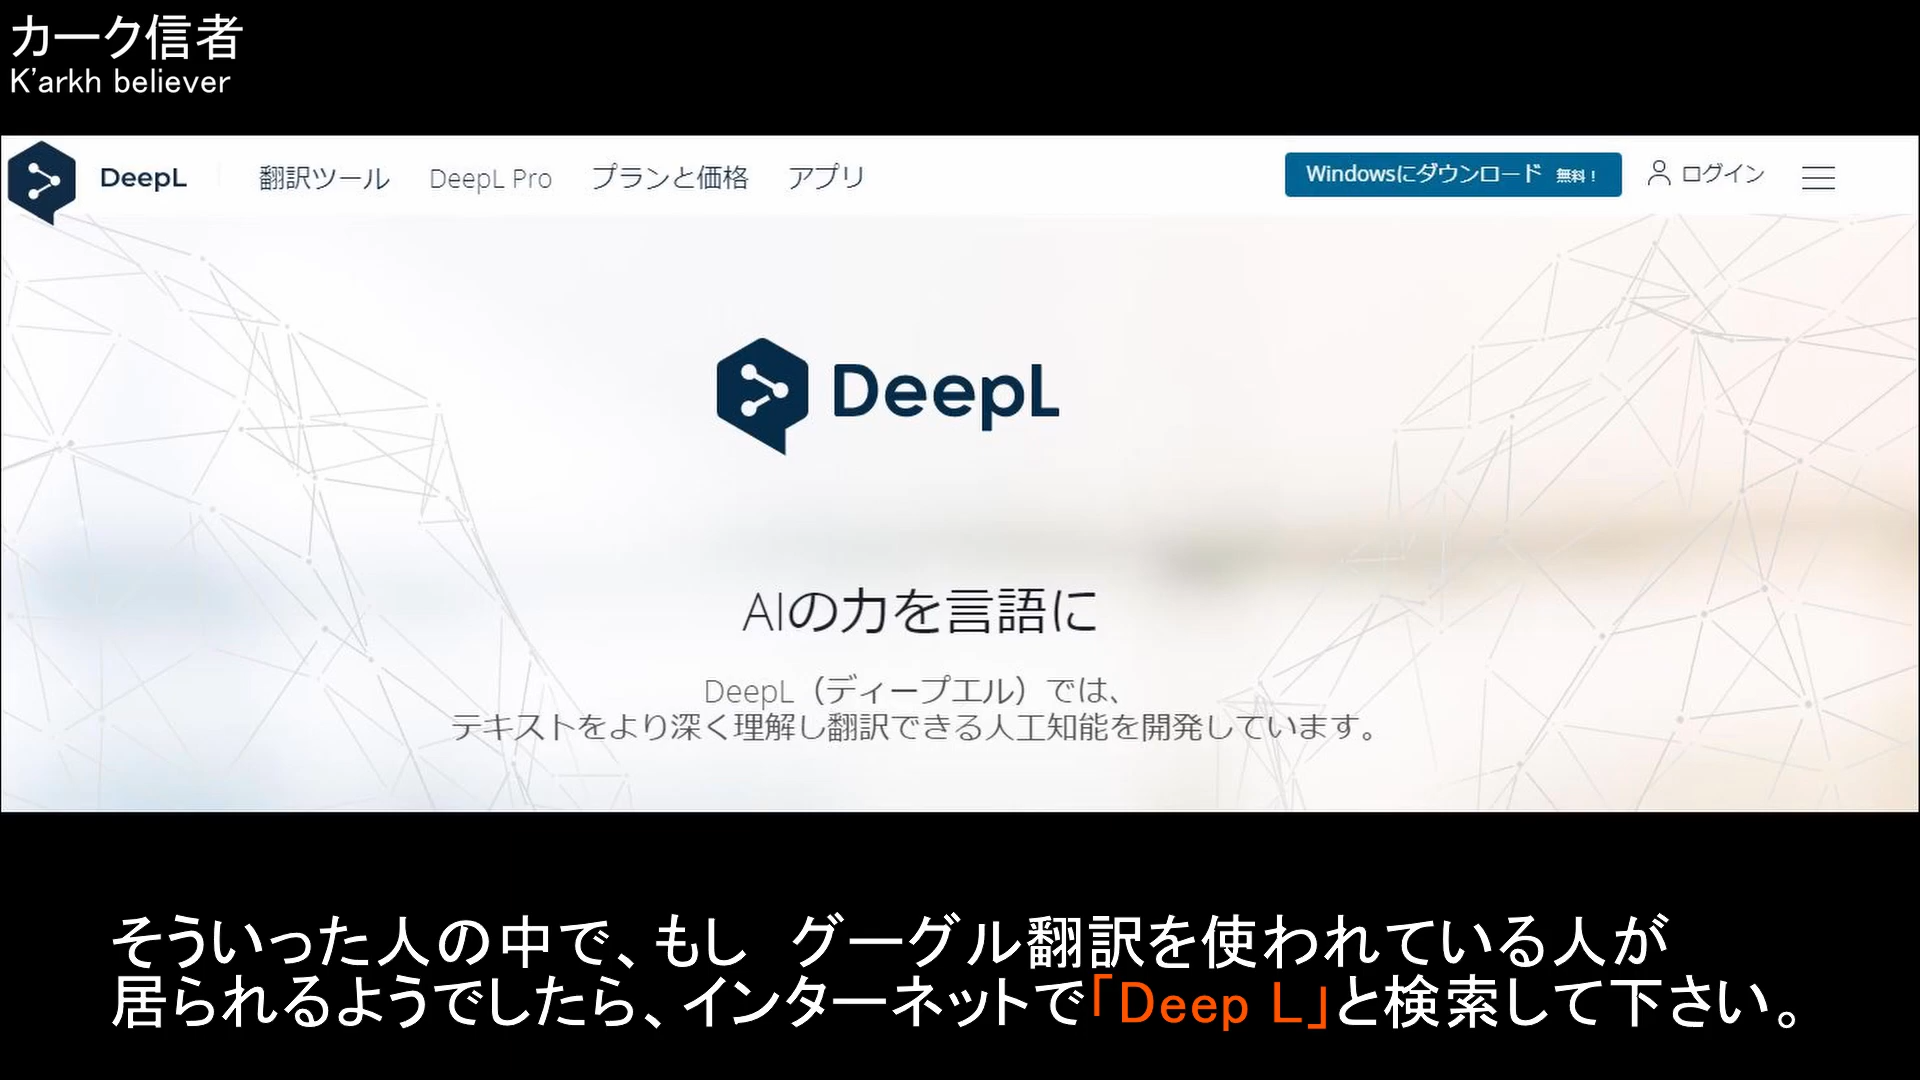 カーク信者
K'arkh believer
DeepL 翻訳ツール DeepL Pro プランと価格 アプリ Windowsにダウンロード 無料！ ログイン
DeepL
AIの力を言語に
DeepL（ディープエル）では、
テキストをより深く理解し翻訳できる人工知能を開発しています。
そういった人の中で、もし　グーグル翻訳を使われている人が
居られるようでしたら、インターネットで「Deep L」と検索して下さい。